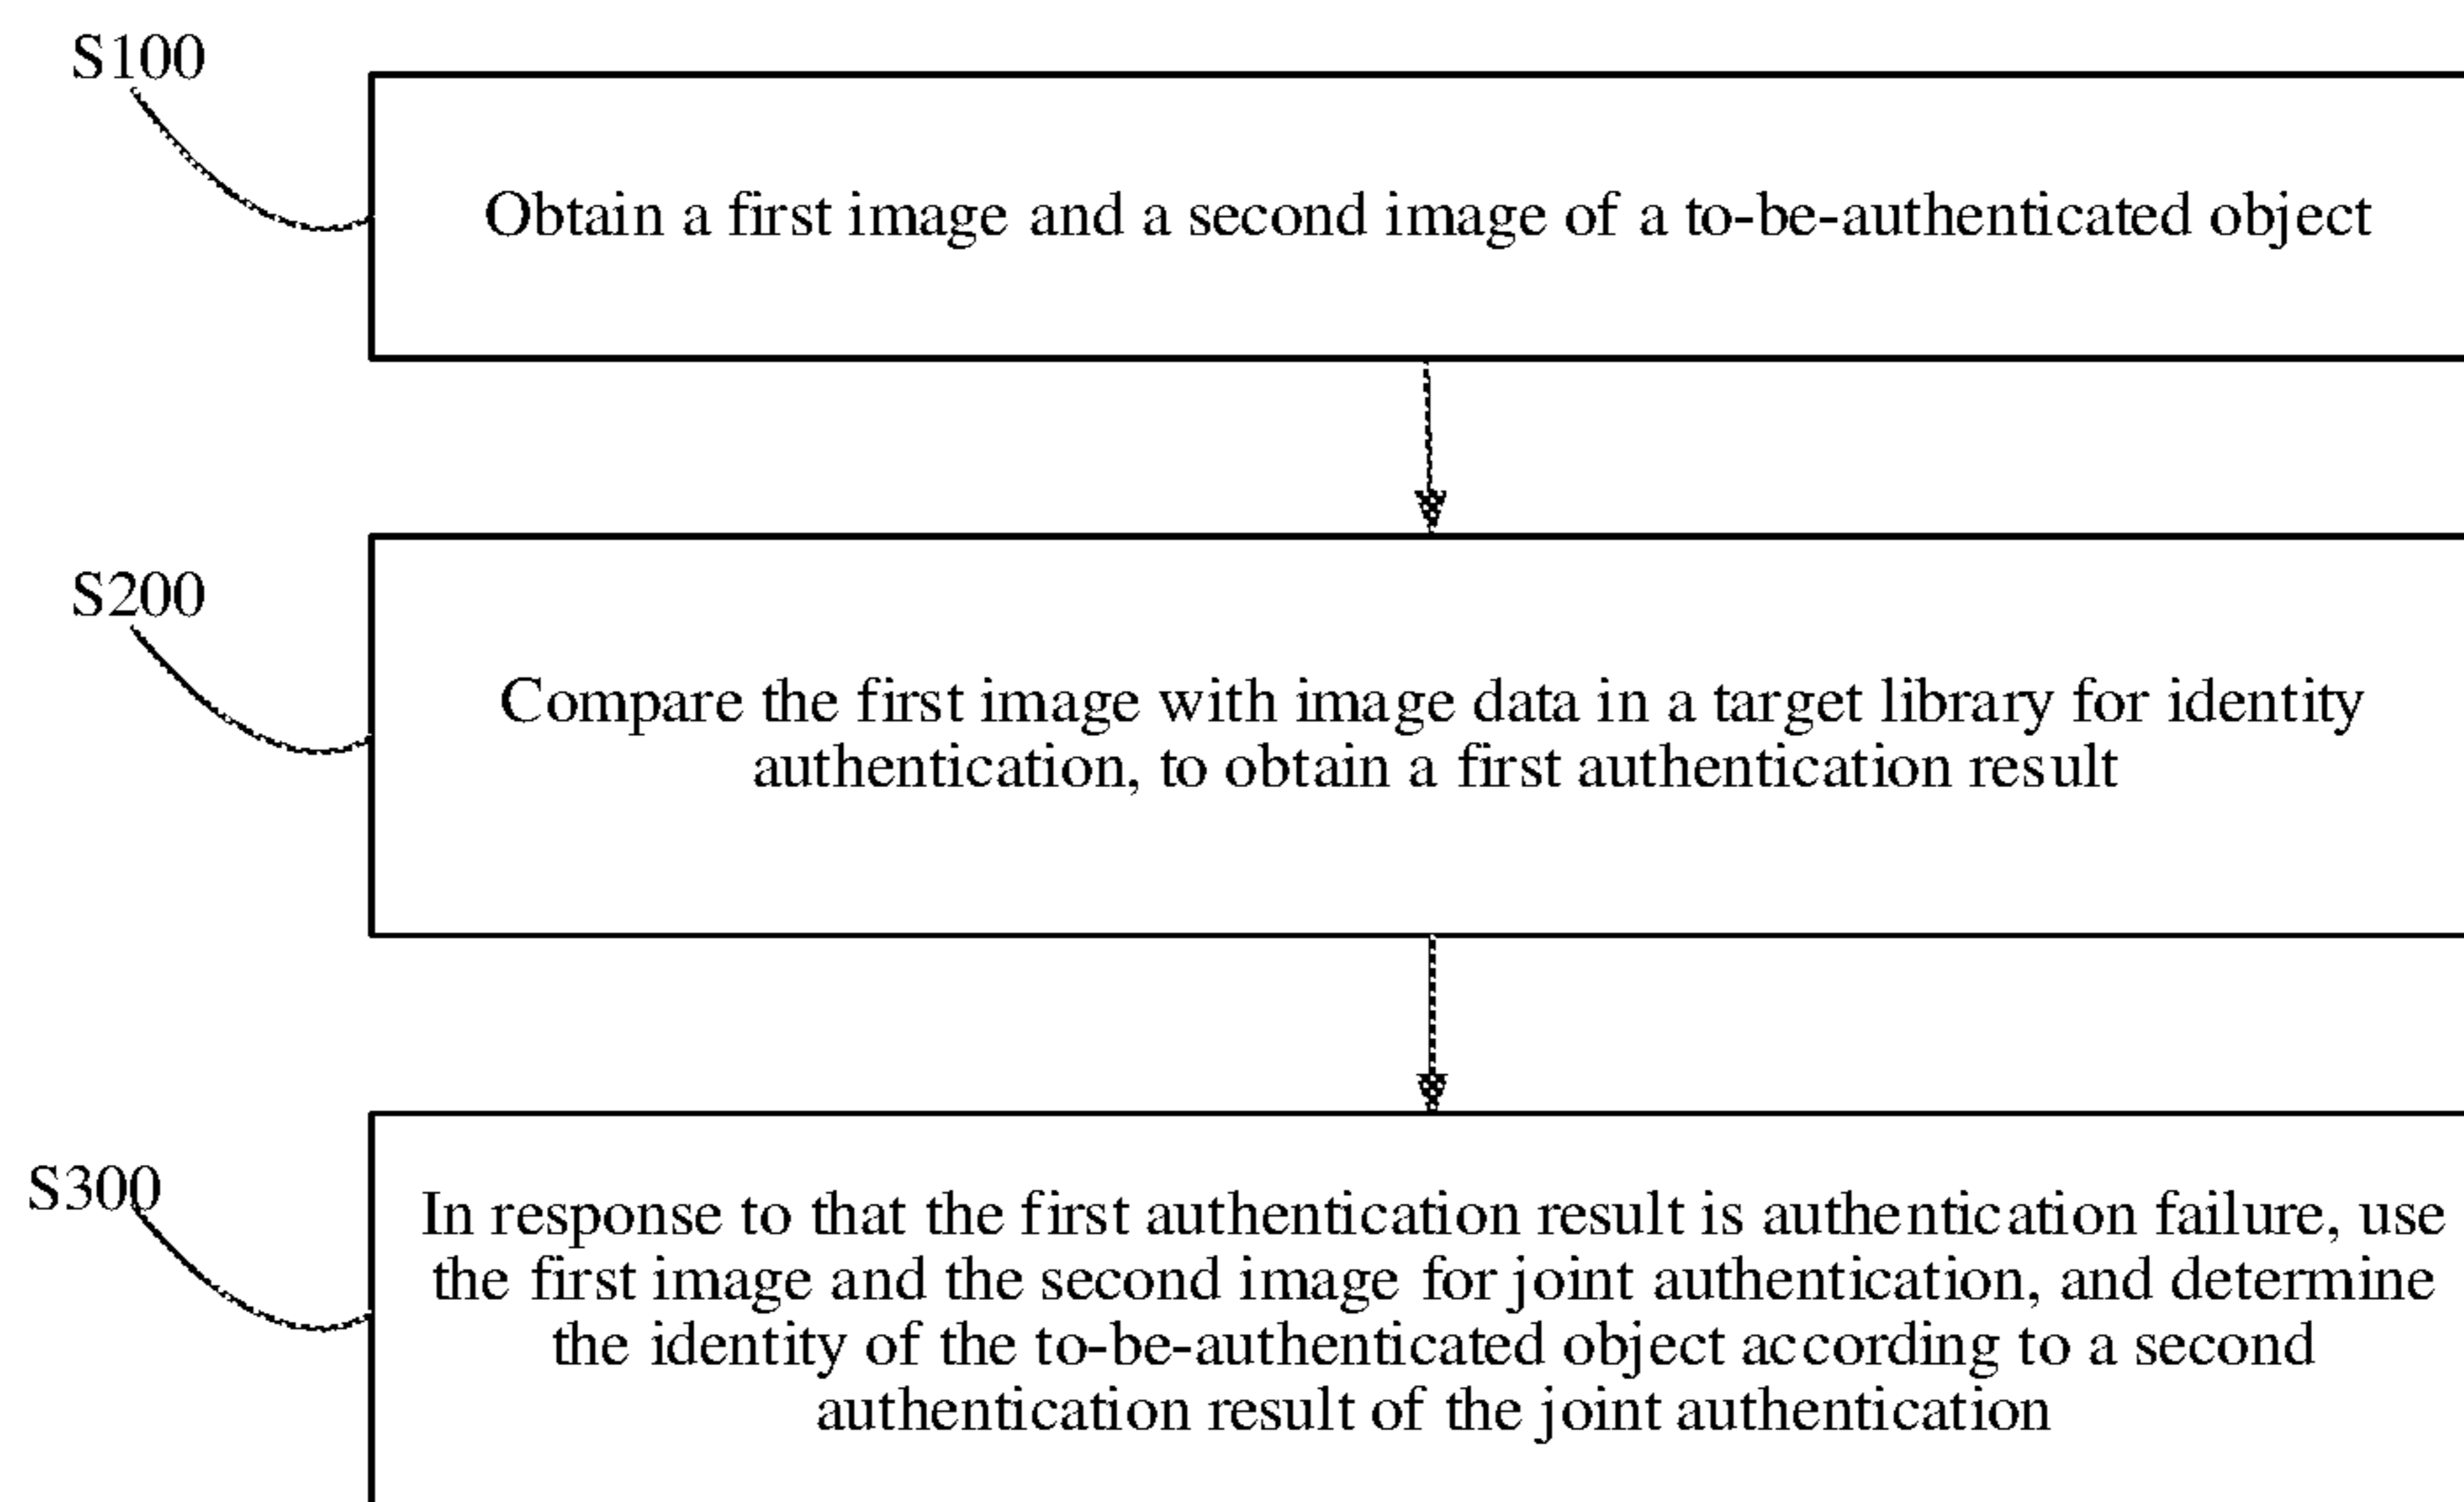 S100
Obtain a first image and a second image of a to-be-authenticated object
S200
Compare the first image with image data in a target library for identity
authentication, to obtain a first authentication result
S300
In response to that the first authentication result is authentication failure, use
the first image and the second image for joint authentication, and determine
the identity of the to-be-authenticated object according to a second
authentication result of the joint authentication